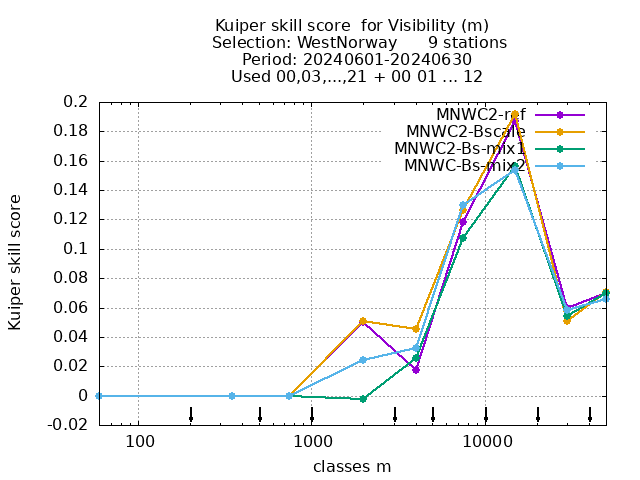 Kuiper skill score  for Visibility (m)
Selection: WestNorway      9 stations
Period: 20240601-20240630
Used 00,03,...,21 + 00 01 ... 12
MNWC2-ref
MNWC2-Bscale
MNWC2-Bs-mix1
MNWC-Bs-mix2
Kuiper skill score
0.2
0.18
0.16
0.14
0.12
0.1
0.08
0.06
0.04
0.02
0
-0.02
100
1000
10000
classes m